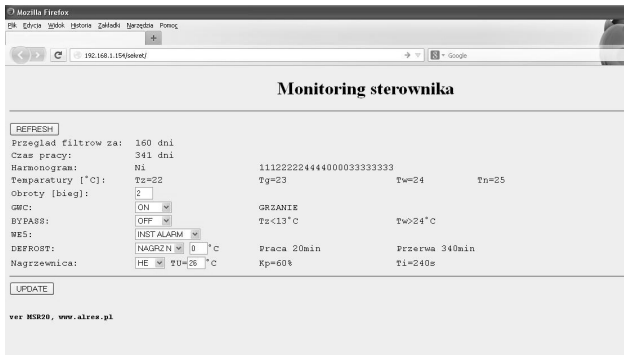 Mozilla Firefox
Plik Edycja Widok Historia Zakładki Narzędzia Pomoc
+
192.168.1.154/sekret/ Google
Monitoring sterownika
REFRESH
Przeglad filtrow za: 160 dni
Czas pracy: 341 dni
Harmonogram: Ni 111222224444000033333333
Temparatury [°C]: Tz=22 Tg=23 Tw=24 Tn=25
Obroty [bieg]: 2
GWC: ON GRZANIE
BYPASS: OFF Tz<13°C Tw>24°C
WE5: INST ALARM
DEFROST: NAGRZ N 0 °C Praca 20min Przerwa 340min
Nagrzewnica: HE TU=26 °C Kp=60% Ti=240s
UPDATE
ver MSR20, www.alres.pl